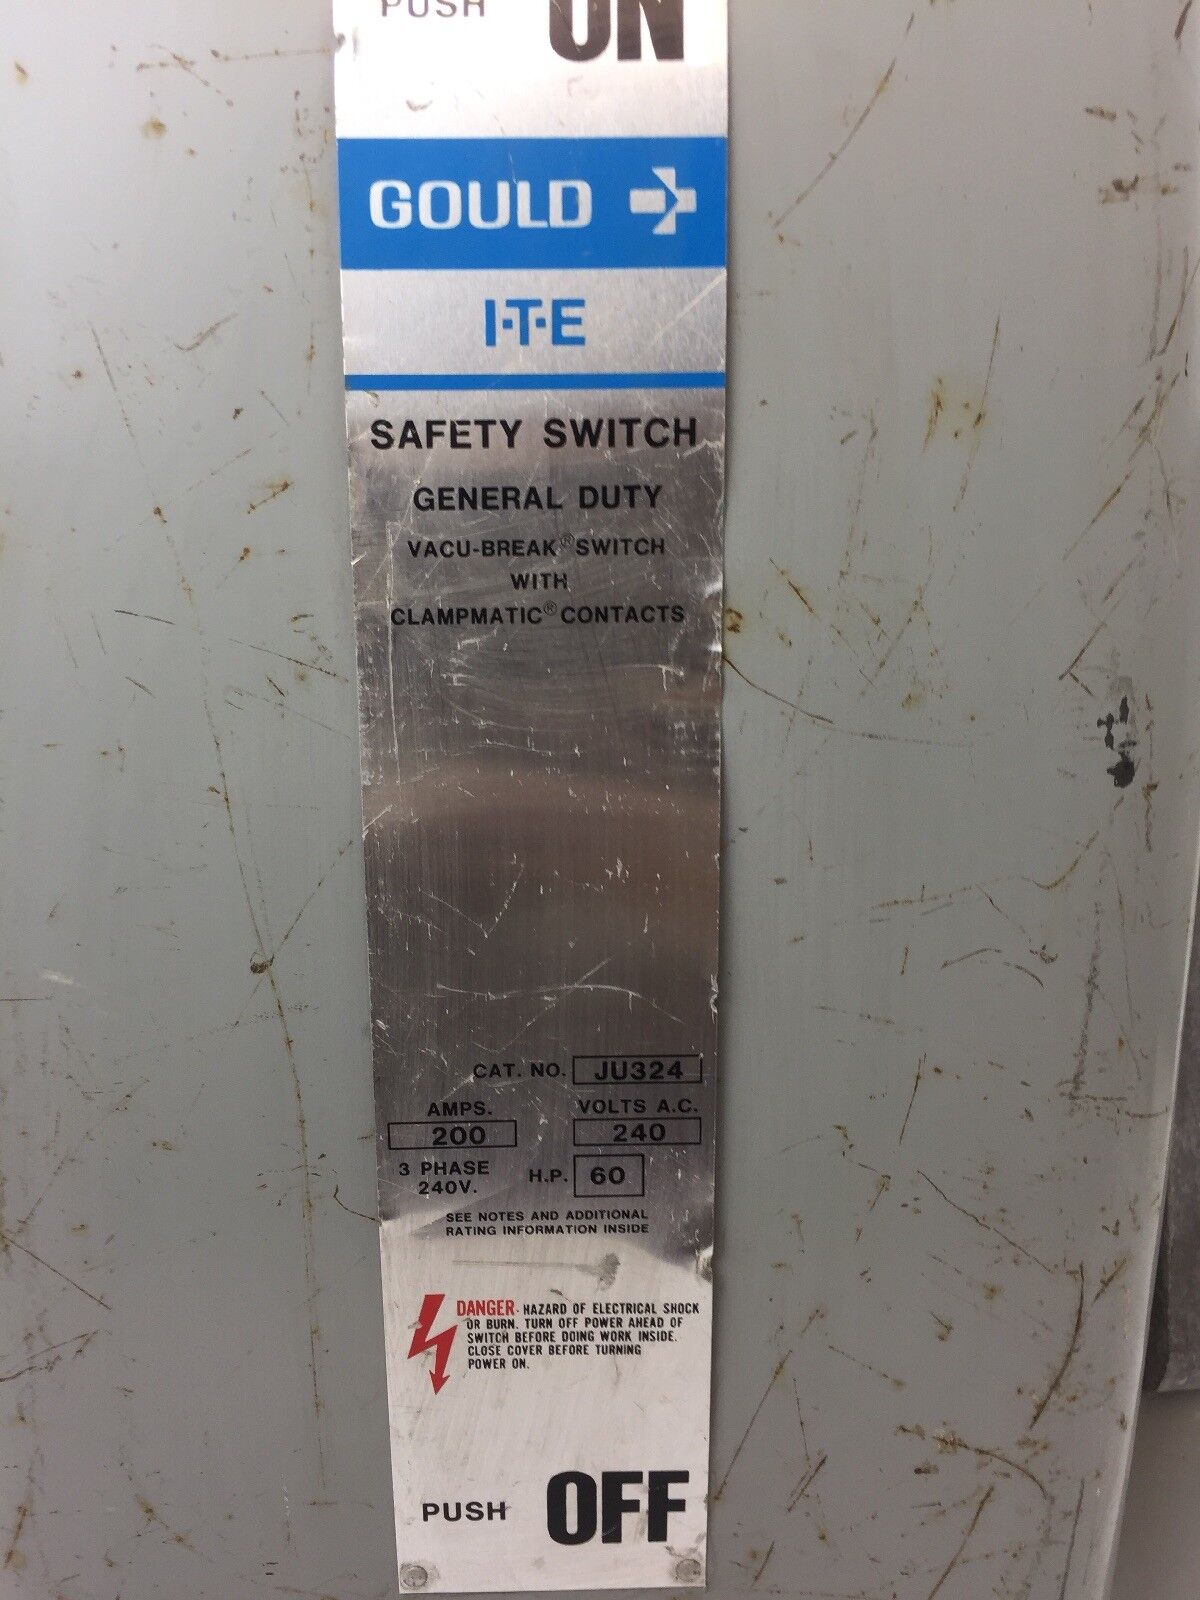 PUSH ON
GOULD
I-T-E
SAFETY SWITCH
GENERAL DUTY
VACU-BREAK® SWITCH
WITH
CLAMPMATIC® CONTACTS
CAT. NO. JU324
AMPS. VOLTS A.C.
200 240
3 PHASE
240V.
H.P. 60
SEE NOTES AND ADDITIONAL
RATING INFORMATION INSIDE
DANGER - HAZARD OF ELECTRICAL SHOCK
OR BURN. TURN OFF POWER AHEAD OF
SWITCH BEFORE DOING WORK INSIDE.
CLOSE COVER BEFORE TURNING
POWER ON.
PUSH OFF